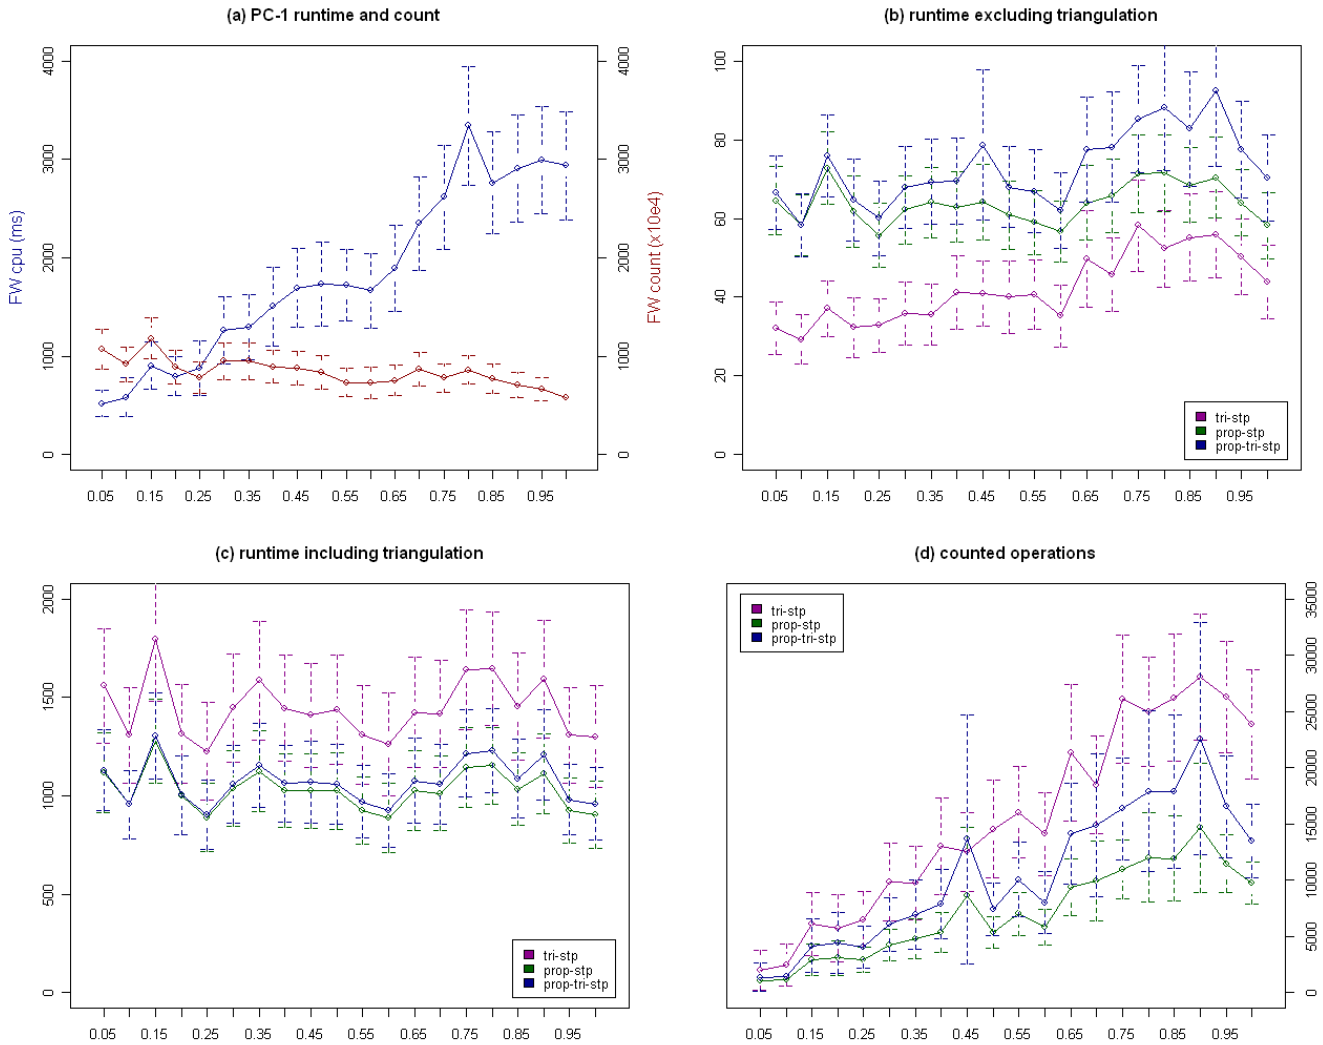 (a) PC-1 runtime and count
FW cpu (ms)
4000
3000
2000
1000
0
4000
3000
2000
1000
0
FW count (x10e4)
0.05 0.15 0.25 0.35 0.45 0.55 0.65 0.75 0.85 0.95
(b) runtime excluding triangulation
100
80
60
40
20
0
tri-stp
prop-stp
prop-tri-stp
0.05 0.15 0.25 0.35 0.45 0.55 0.65 0.75 0.85 0.95
(c) runtime including triangulation
2000
1500
1000
500
0
tri-stp
prop-stp
prop-tri-stp
0.05 0.15 0.25 0.35 0.45 0.55 0.65 0.75 0.85 0.95
(d) counted operations
tri-stp
prop-stp
prop-tri-stp
35000
30000
25000
20000
15000
10000
5000
0
0.05 0.15 0.25 0.35 0.45 0.55 0.65 0.75 0.85 0.95